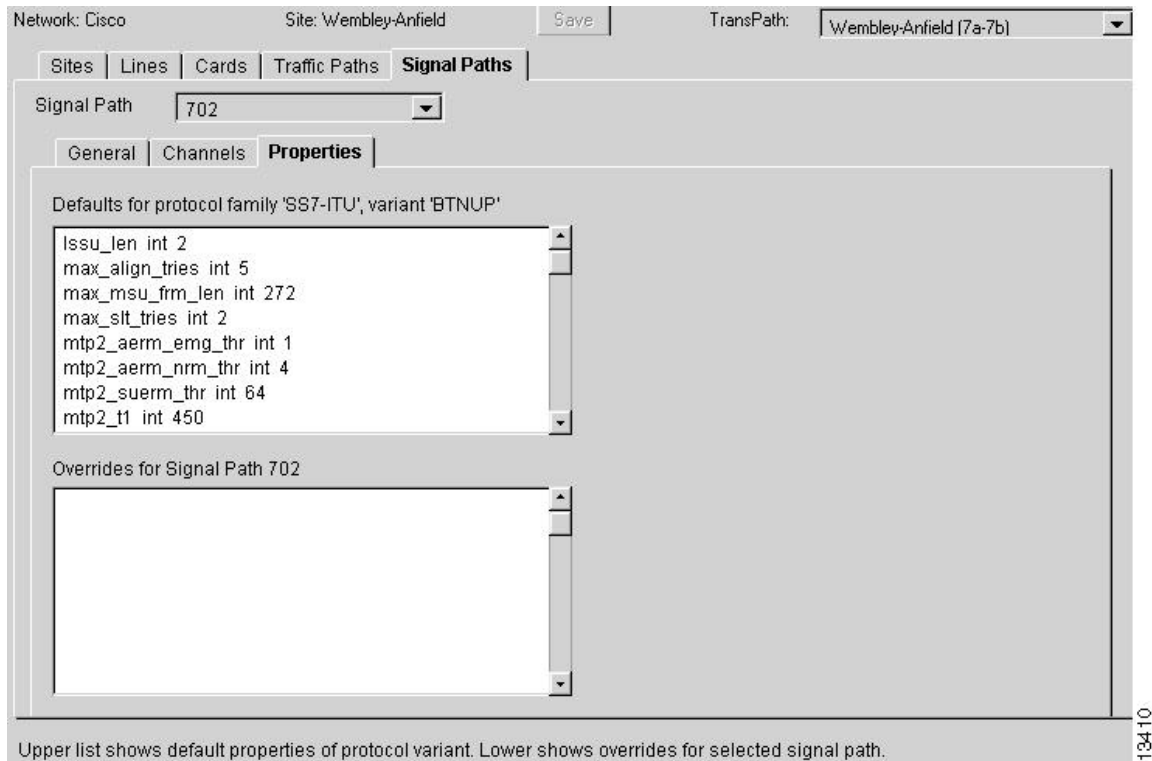 Network: Cisco Site: Wembley-Anfield Save TransPath: Wembley-Anfield (7a-7b)
Sites Lines Cards Traffic Paths Signal Paths
Signal Path 702
General Channels Properties
Defaults for protocol family 'SS7-ITU', variant 'BTNUP'
lssu_len int 2
max_align_tries int 5
max_msu_frm_len int 272
max_slt_tries int 2
mtp2_aerm_emg_thr int 1
mtp2_aerm_nrm_thr int 4
mtp2_suerm_thr int 64
mtp2_t1 int 450
Overrides for Signal Path 702
Upper list shows default properties of protocol variant. Lower shows overrides for selected signal path.
13410